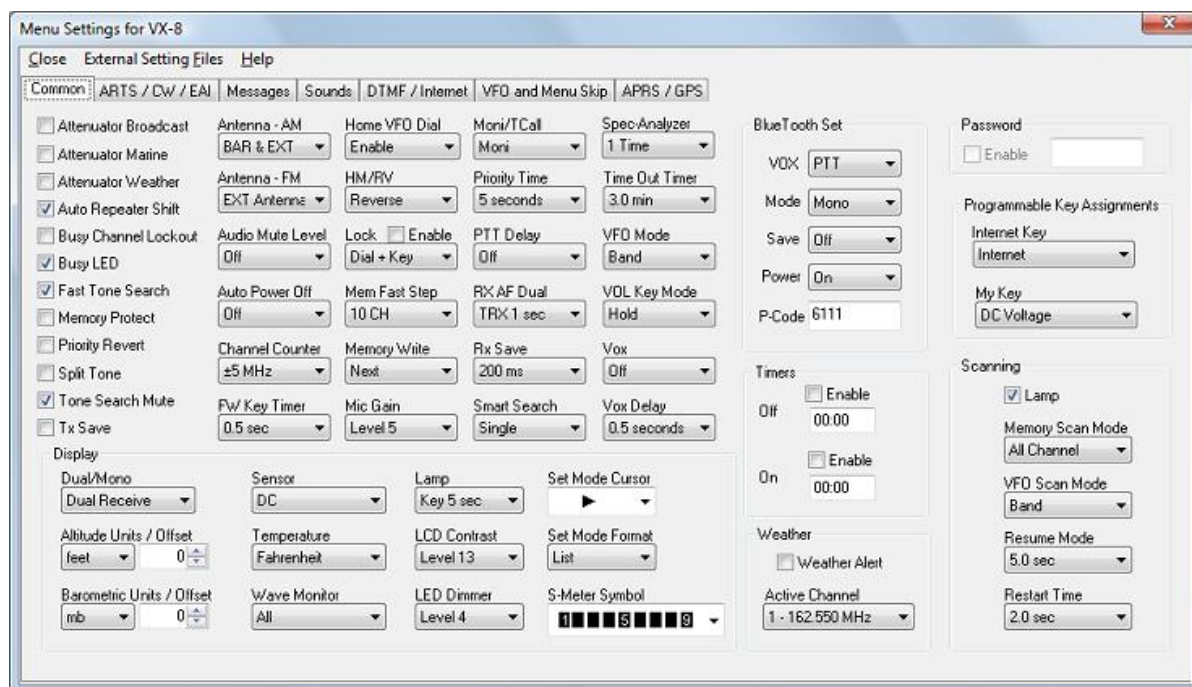 Menu Settings for VX-8
Close External Setting Files Help
Common ARTS / CW / EAI Messages Sounds DTMF / Internet VFO and Menu Skip APRS / GPS
Attenuator Broadcast
Attenuator Marine
Attenuator Weather
Auto Repeater Shift
Busy Channel Lockout
Busy LED
Fast Tone Search
Memory Protect
Priority Revert
Split Tone
Tone Search Mute
Tx Save
Antenna - AM
BAR & EXT
Antenna - FM
EXT Antenna
Audio Mute Level
Off
Auto Power Off
Off
Channel Counter
±5 MHz
FW Key Timer
0.5 sec
Home VFO Dial
Enable
HM/RV
Reverse
Lock Enable
Dial + Key
Mem Fast Step
10 CH
Memory Write
Next
Mic Gain
Level 5
Moni/TCall
Moni
Priority Time
5 seconds
PTT Delay
Off
RX AF Dual
TRX 1 sec
Rx Save
200 ms
Smart Search
Single
Spec-Analyzer
1 Time
Time Out Timer
3.0 min
VFO Mode
Band
VOL Key Mode
Hold
Vox
Off
Vox Delay
0.5 seconds
Display
Dual/Mono
Dual Receive
Altitude Units / Offset
feet 0
Barometric Units / Offset
mb 0
Sensor
DC
Temperature
Fahrenheit
Wave Monitor
All
Lamp
Key 5 sec
LCD Contrast
Level 13
LED Dimmer
Level 4
Set Mode Cursor
Set Mode Format
List
S-Meter Symbol
1 5 9
BlueTooth Set
VOX PTT
Mode Mono
Save Off
Power On
P-Code 6111
Timers
Enable
Off 00:00
Enable
On 00:00
Weather
Weather Alert
Active Channel
1 - 162.550 MHz
Password
Enable
Programmable Key Assignments
Internet Key
Internet
My Key
DC Voltage
Scanning
Lamp
Memory Scan Mode
All Channel
VFO Scan Mode
Band
Resume Mode
5.0 sec
Restart Time
2.0 sec